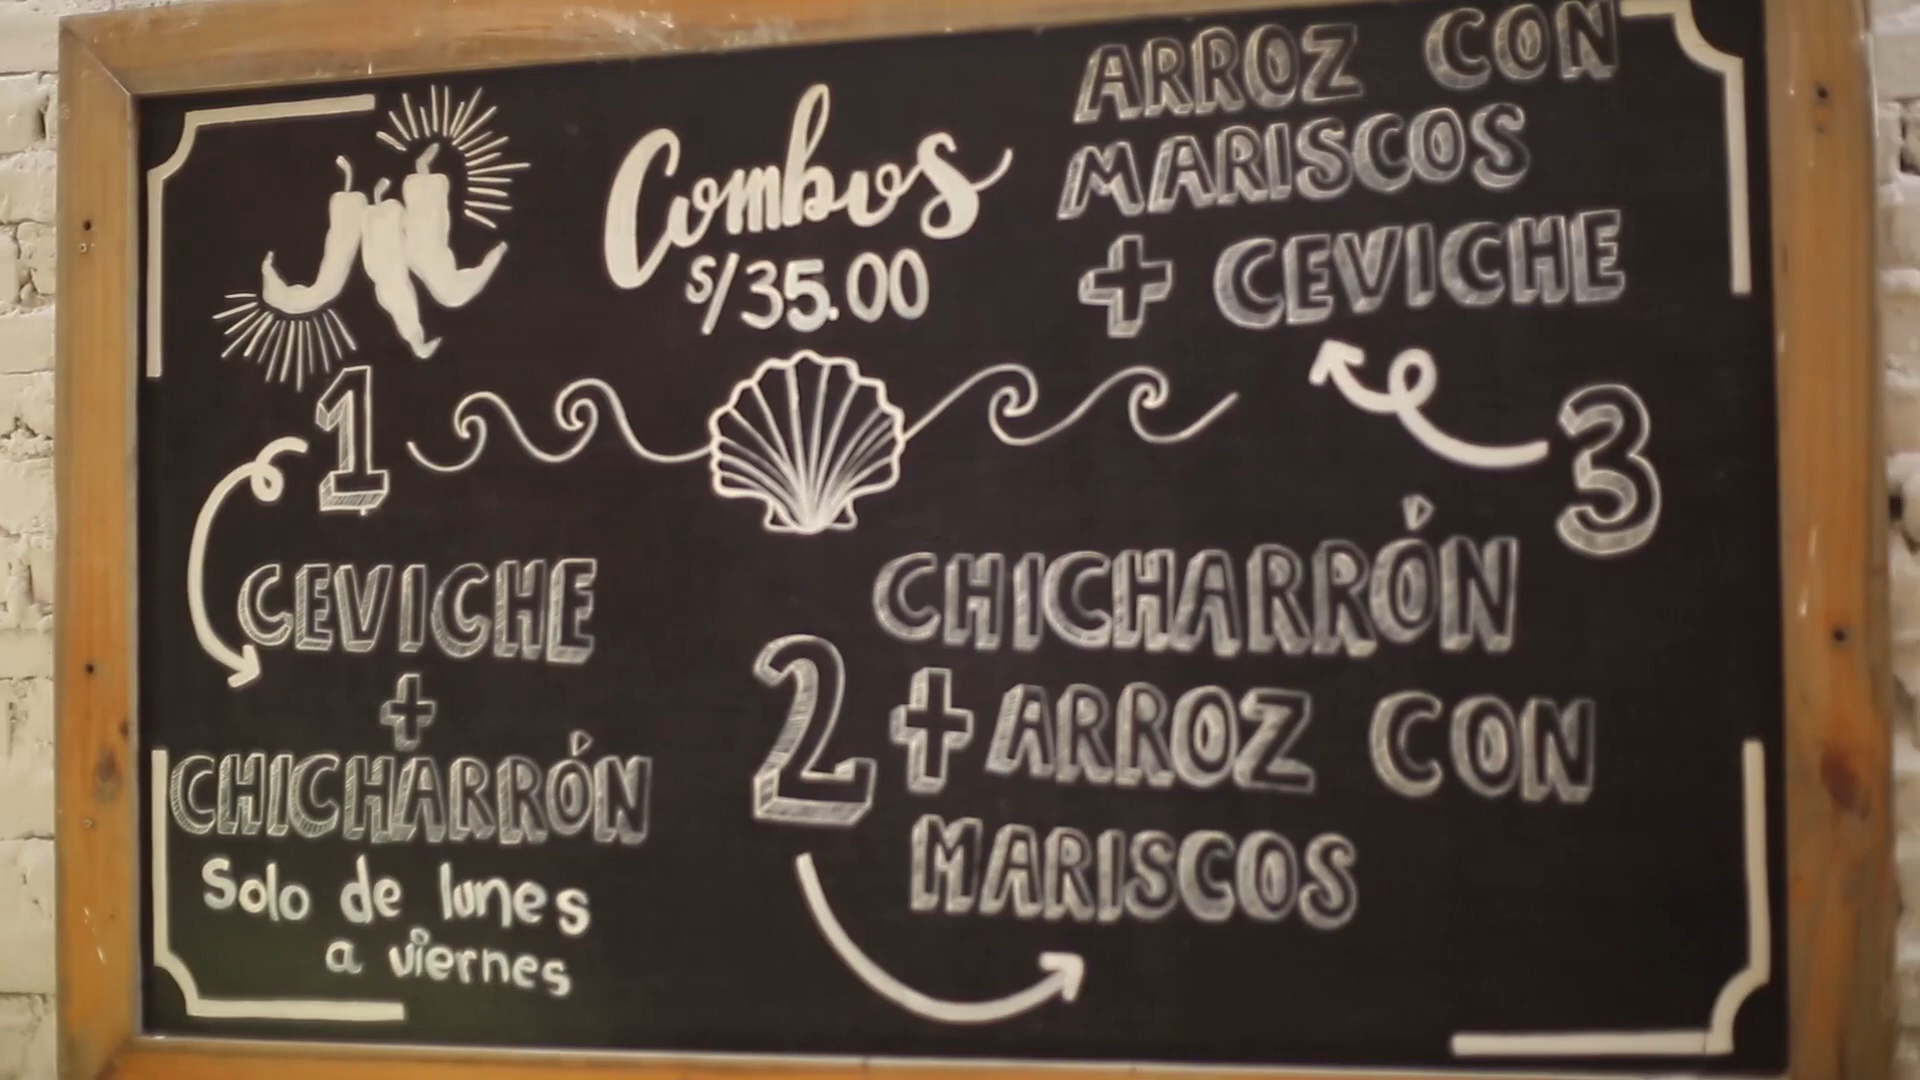 Combos
S/35.00
1
CEVICHE
+
CHICHARRÓN
Solo de lunes
a viernes
2
CHICHARRÓN
+ ARROZ CON
MARISCOS
3
ARROZ CON
MARISCOS
+ CEVICHE